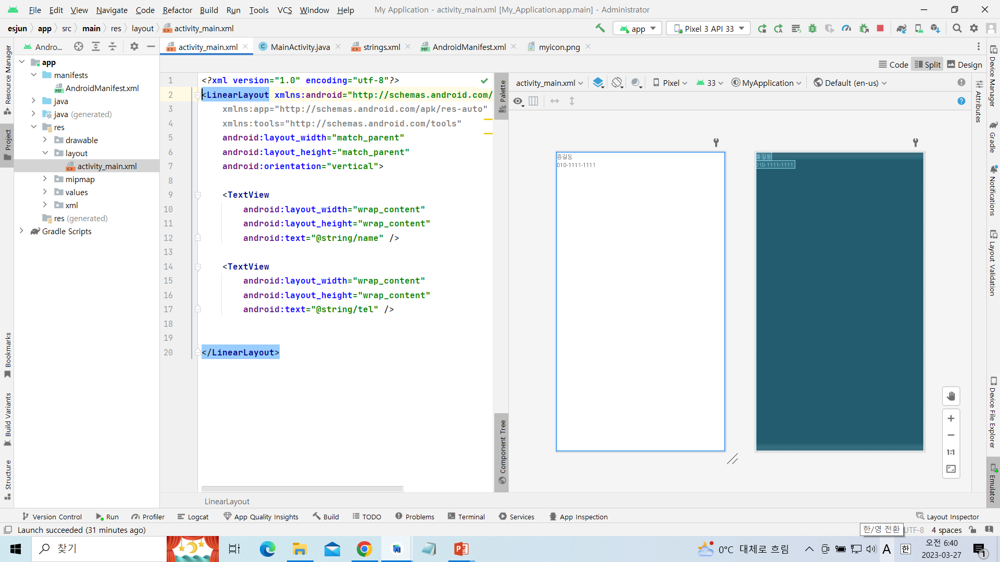 File Edit View Navigate Code Refactor Build Run Tools VCS Window Help My Application - activity_main.xml [My_Application.app.main] - Administrator
esjun app src main res layout activity_main.xml
app Pixel 3 API 33
Andro...
activity_main.xml MainActivity.java strings.xml AndroidManifest.xml myicon.png
Code Split Design
Resource Manager
Project
Bookmarks
Build Variants
Structure
app
manifests
AndroidManifest.xml
java
java (generated)
res
drawable
layout
activity_main.xml
mipmap
values
xml
res (generated)
Gradle Scripts
1 <?xml version="1.0" encoding="utf-8"?>
2 <LinearLayout xmlns:android="http://schemas.android.com/
3 xmlns:app="http://schemas.android.com/apk/res-auto"
4 xmlns:tools="http://schemas.android.com/tools"
5 android:layout_width="match_parent"
6 android:layout_height="match_parent"
7 android:orientation="vertical">
8
9 <TextView
10 android:layout_width="wrap_content"
11 android:layout_height="wrap_content"
12 android:text="@string/name" />
13
14 <TextView
15 android:layout_width="wrap_content"
16 android:layout_height="wrap_content"
17 android:text="@string/tel" />
18
19
20 </LinearLayout>
LinearLayout
Palette
Component Tree
activity_main.xml Pixel 33 MyApplication Default (en-us)
홍길동
010-1111-1111
홍길동
010-1111-1111
1:1
Attributes
Device Manager
Gradle
Notifications
Layout Validation
Device File Explorer
Emulator
Version Control Run Profiler Logcat App Quality Insights Build TODO Problems Terminal Services App Inspection Layout Inspector
Launch succeeded (31 minutes ago) 한/영 전환 UTF-8 4 spaces
찾기 0°C 대체로 흐림 A 한 오전 6:40
2023-03-27 1